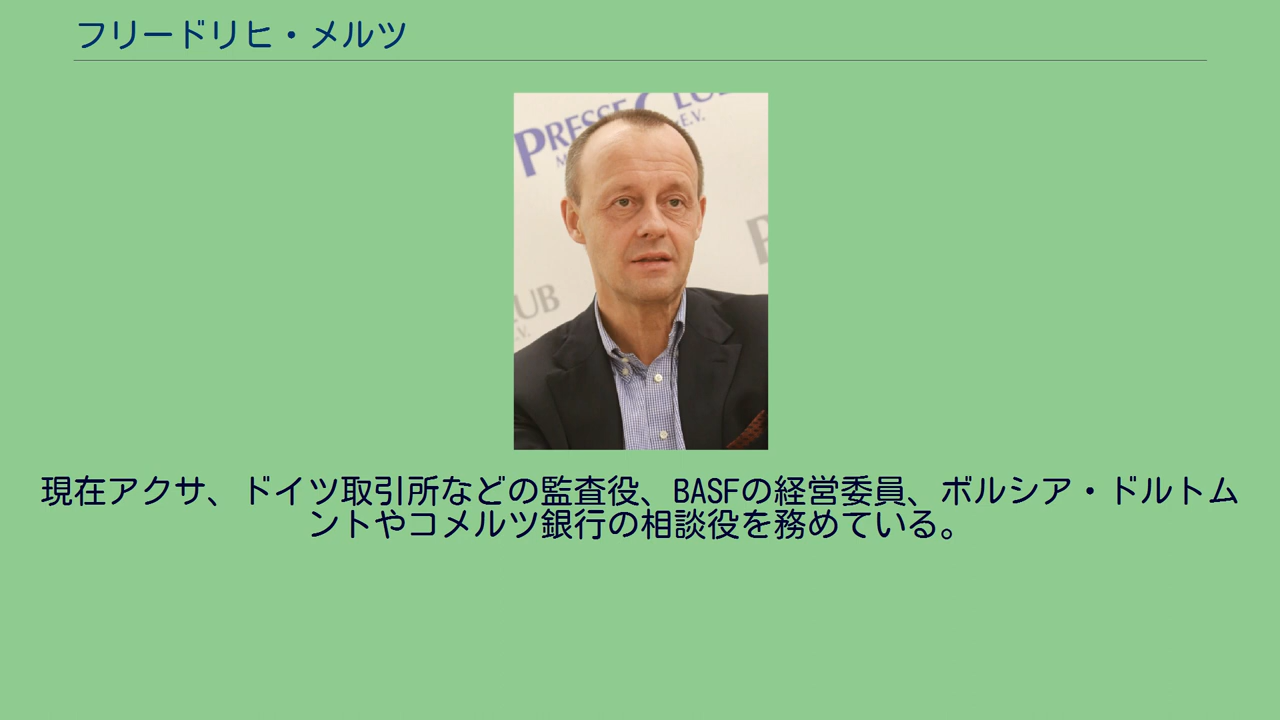 フリードリヒ・メルツ
PRESSECLUB
E.V.
CLUB
E.V.
現在アクサ、ドイツ取引所などの監査役、BASFの経営委員、ボルシア・ドルトム
ントやコメルツ銀行の相談役を務めている。